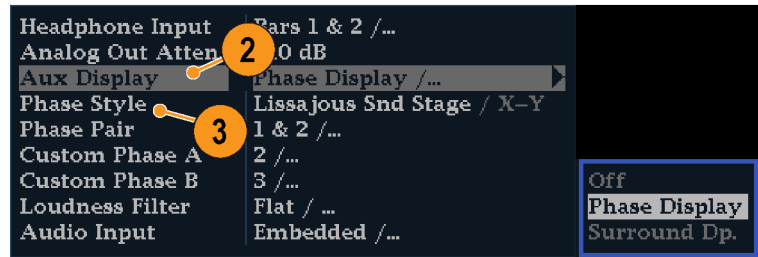 Headphone Input Bars 1 & 2 /...
Analog Out Atten. 0 dB
2
Aux Display Phase Display /...
Phase Style Lissajous Snd Stage / X-Y
3
Phase Pair 1 & 2 /...
Custom Phase A 2 /...
Custom Phase B 3 /...
Loudness Filter Flat / ...
Audio Input Embedded /...
Off
Phase Display
Surround Dp.